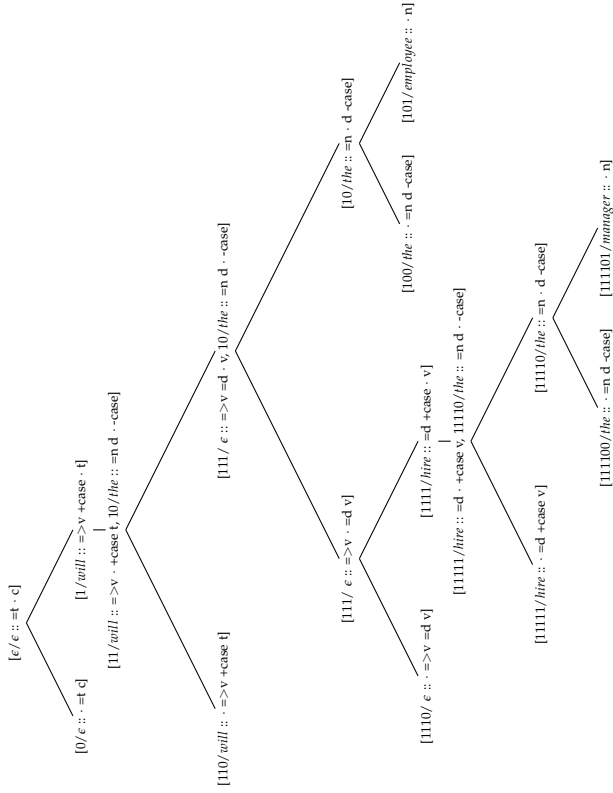 [ϵ/ ϵ :: =t · c]
[0/ ϵ :: · =t c]
[1/will :: =>v +case · t]
[11/will :: =>v · +case t, 10/the :: =n d · -case]
[110/will :: · =>v +case t]
[111/ ϵ :: =>v =d · v, 10/the :: =n d · -case]
[111/ ϵ :: =>v · =d v]
[10/the :: =n · d -case]
[1110/ ϵ :: · =>v =d v]
[1111/hire :: =d +case · v]
[100/the :: · =n d -case]
[101/employee :: · n]
[11111/hire :: =d · +case v, 11110/the :: =n d · -case]
[11111/hire :: · =d +case v]
[11110/the :: =n · d -case]
[111100/the :: · =n d -case]
[111101/manager :: · n]